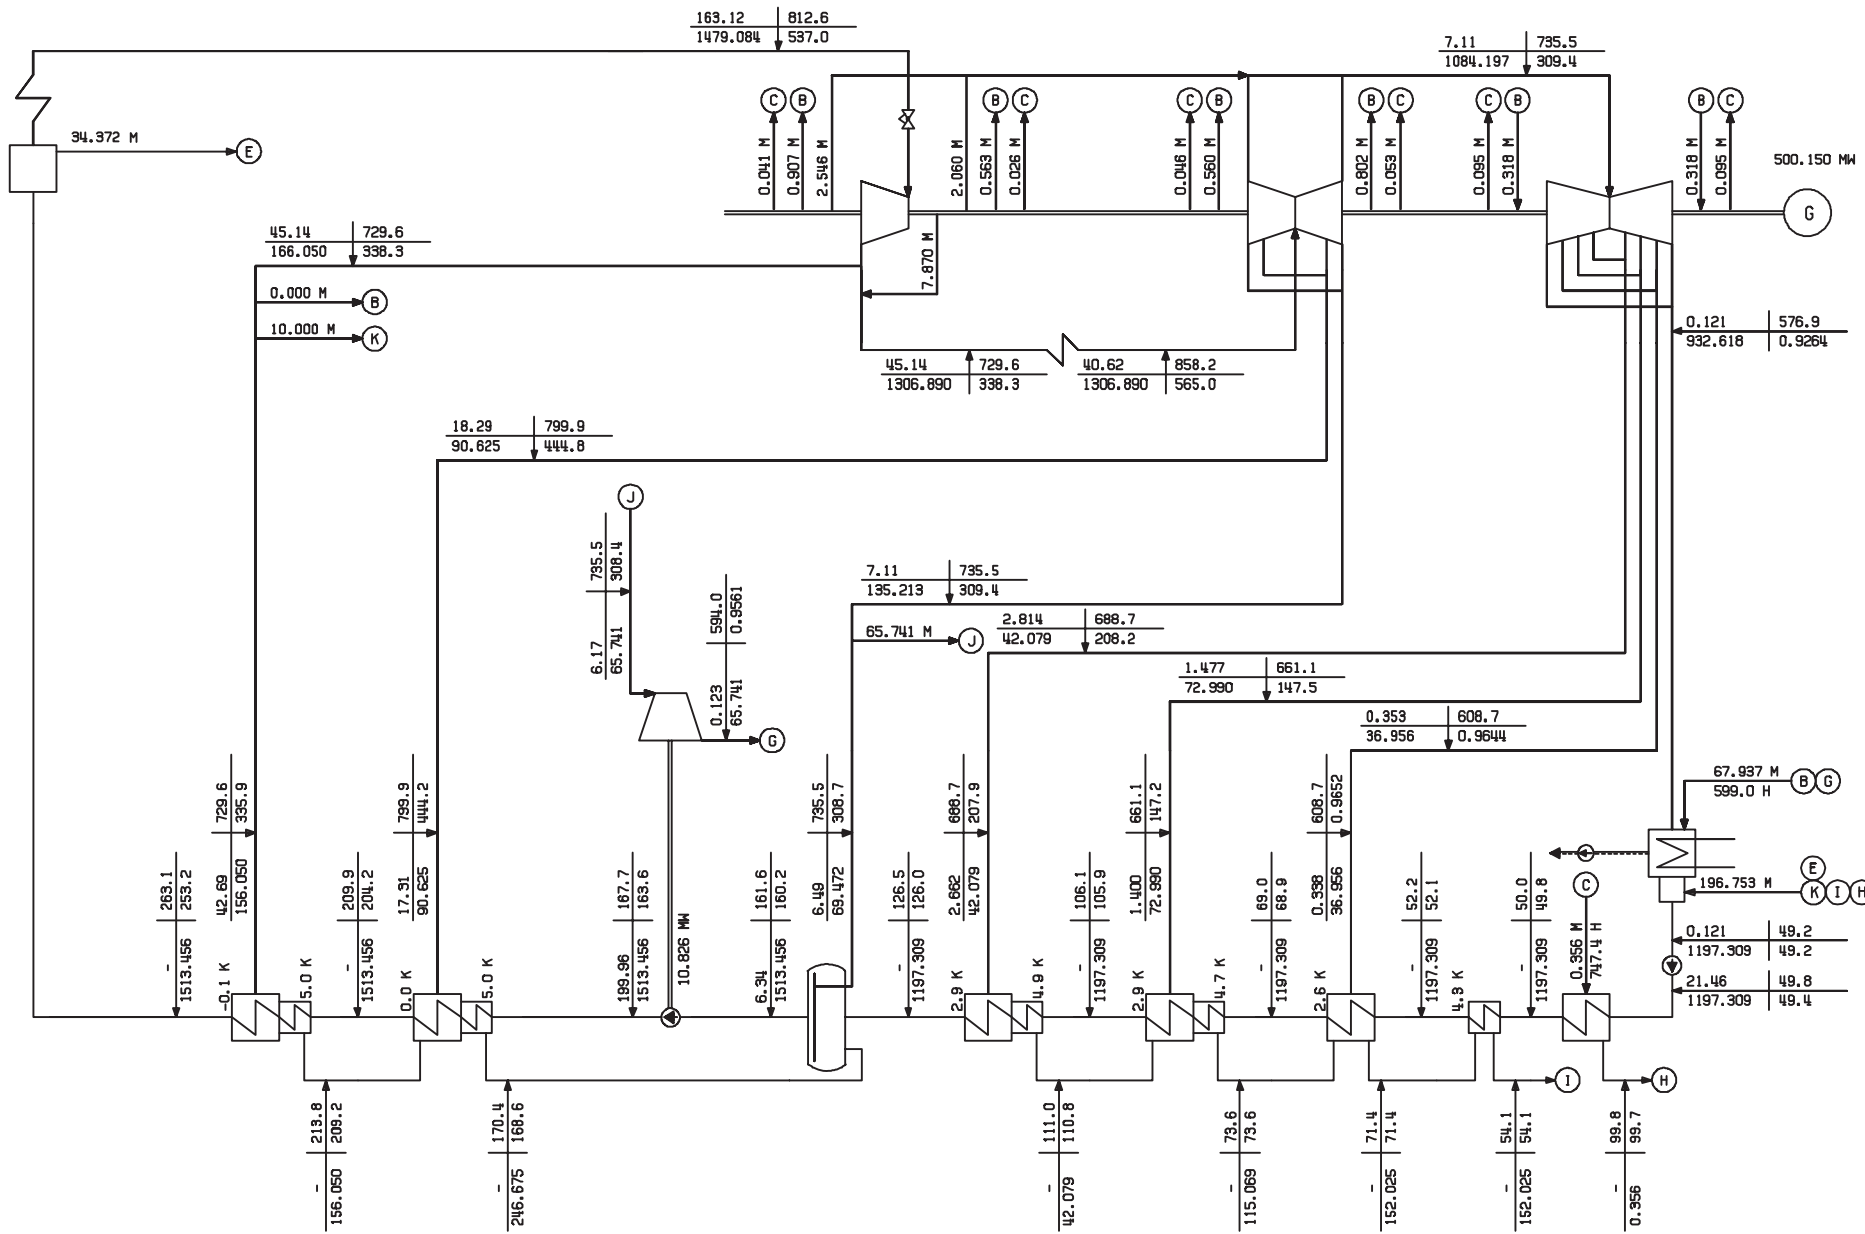 163.12 812.6
1479.084 537.0
7.11 735.5
1084.197 309.4
C B B C C B B C C B B C
34.372 M E
0.041 M
0.907 M
2.546 M
2.060 M
0.563 M
0.026 M
0.046 M
0.560 M
0.802 M
0.053 M
0.095 M
0.318 M
0.318 M
0.095 M
500.150 MW
G
7.870 M
45.14 729.6
166.050 338.3
0.000 M B
10.000 M K
45.14 729.6
1306.890 338.3
40.62 858.2
1306.890 565.0
0.121 576.9
932.618 0.9264
18.29 799.9
90.625 444.8
J
735.5
308.4
6.17
65.741
594.0
0.9561
0.123
65.741
G
7.11 735.5
135.213 309.4
65.741 M J
2.814 688.7
42.079 208.2
1.477 661.1
72.990 147.5
0.353 608.7
36.956 0.9644
67.937 M B G
599.0 H
729.6
335.9
42.69
156.050
799.9
444.2
17.31
90.625
735.5
308.7
6.49
69.472
688.7
207.9
2.662
42.079
661.1
147.2
1.400
72.990
608.7
0.9652
0.338
36.956
263.1
253.2
-
1513.456
209.9
204.2
-
1513.456
167.7
163.6
199.96
1513.456
10.826 MW
161.6
160.2
6.34
1513.456
126.5
126.0
-
1197.309
106.1
105.9
-
1197.309
69.0
68.9
-
1197.309
52.2
52.1
-
1197.309
50.0
49.8
-
1197.309
C
0.356 M
747.4 H
E
196.753 M K I H
0.121 49.2
1197.309 49.2
21.46 49.8
1197.309 49.4
-0.1 K
5.0 K
0.0 K
5.0 K
2.9 K
4.9 K
2.9 K
4.7 K
2.6 K
4.3 K
I
H
213.8
209.2
-
156.050
170.4
168.6
-
246.675
111.0
110.8
-
42.079
73.6
73.6
-
115.069
71.4
71.4
-
152.025
54.1
54.1
-
152.025
99.8
99.7
-
0.356